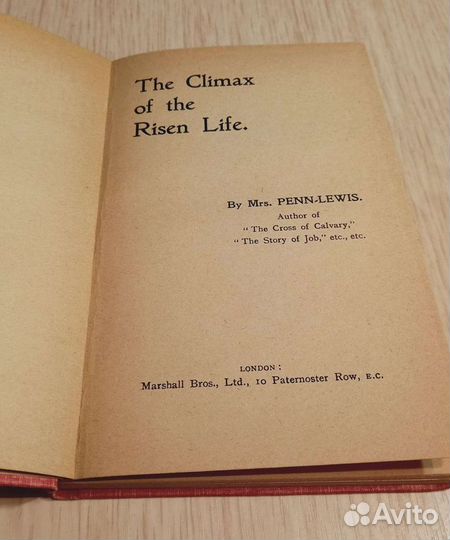 The Climax
of the
Risen Life.
By Mrs. PENN-LEWIS.
Author of
"The Cross of Calvary,"
"The Story of Job," etc., etc.
LONDON:
Marshall Bros., Ltd., 10 Paternoster Row, E.C.
Avito